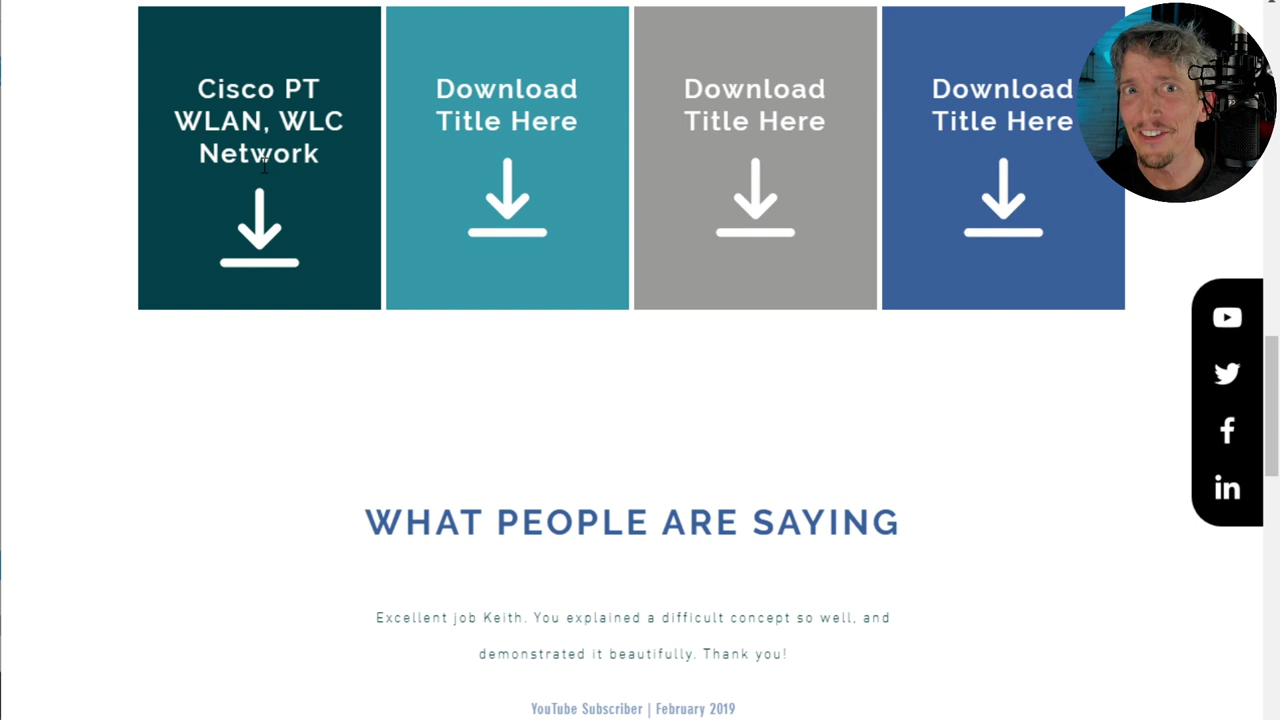 Cisco PT
WLAN, WLC
Network
Download
Title Here
Download
Title Here
Download
Title Here
WHAT PEOPLE ARE SAYING
Excellent job Keith. You explained a difficult concept so well, and
demonstrated it beautifully. Thank you!
YouTube Subscriber | February 2019